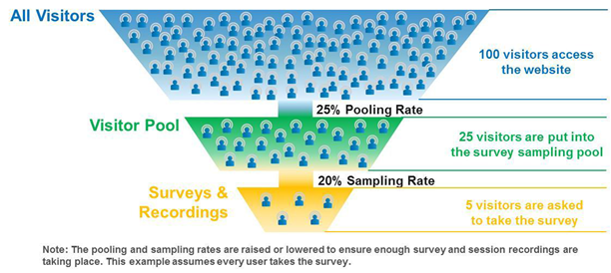 All Visitors
100 visitors access
the website
25% Pooling Rate
Visitor Pool
25 visitors are put into
the survey sampling pool
20% Sampling Rate
Surveys &
Recordings
5 visitors are asked
to take the survey
Note: The pooling and sampling rates are raised or lowered to ensure enough survey and session recordings are
taking place. This example assumes every user takes the survey.